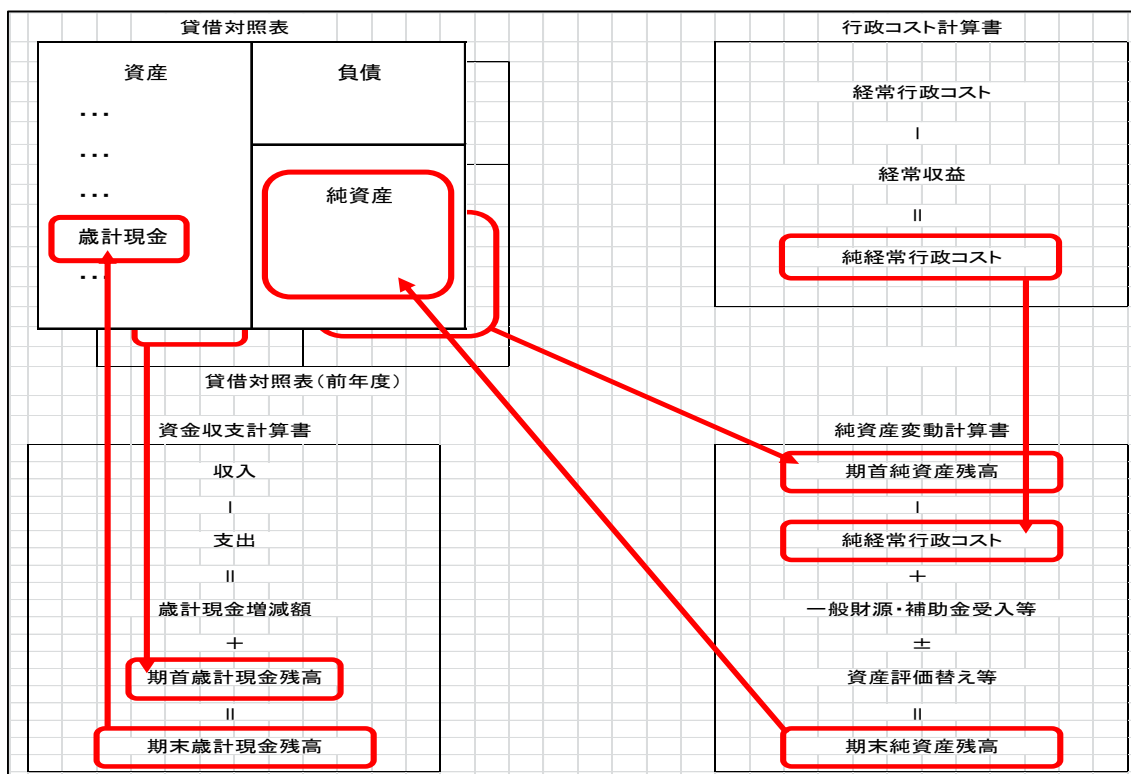 貸借対照表
資産
負債
…
…
…
純資産
歳計現金
…
貸借対照表(前年度)
行政コスト計算書
経常行政コスト
－
経常収益
＝
純経常行政コスト
資金収支計算書
収入
－
支出
＝
歳計現金増減額
＋
期首歳計現金残高
＝
期末歳計現金残高
純資産変動計算書
期首純資産残高
－
純経常行政コスト
＋
一般財源・補助金受入等
±
資産評価替え等
＝
期末純資産残高